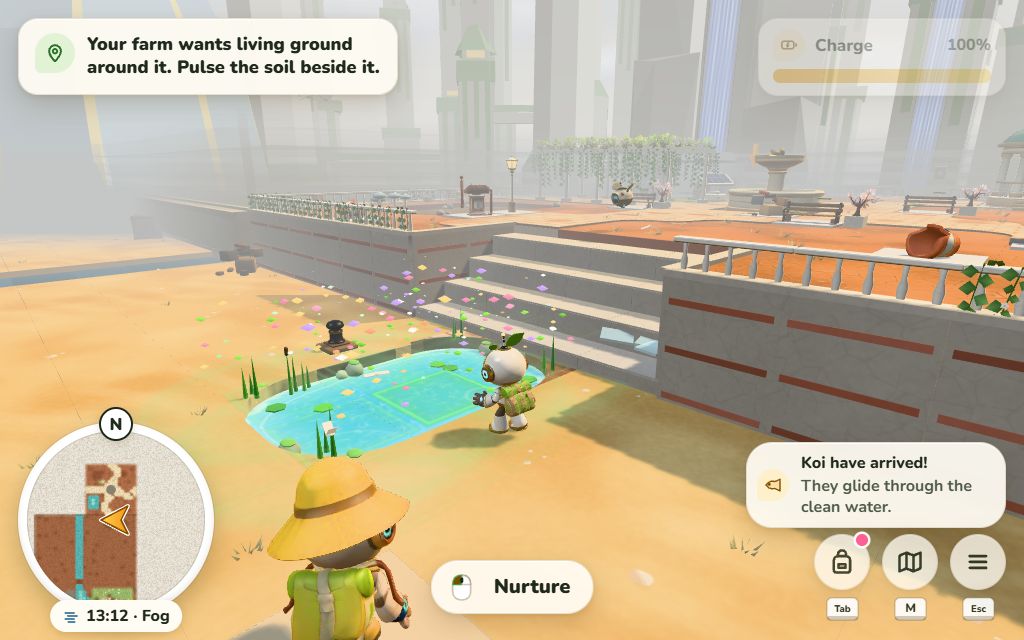 Your farm wants living ground
around it. Pulse the soil beside it.
Charge 100%
N
Koi have arrived!
They glide through the
clean water.
13:12 · Fog
Nurture
Tab
M
Esc